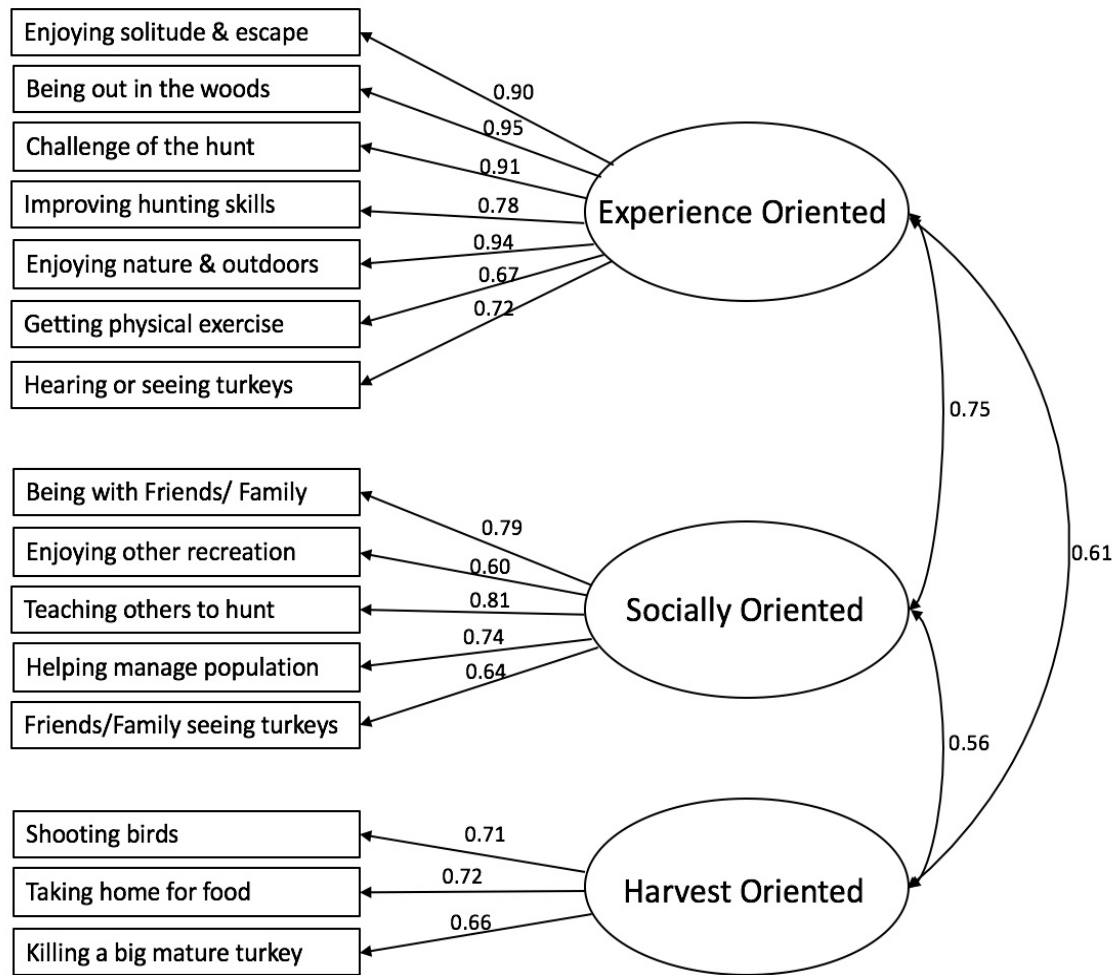 Enjoying solitude & escape
Being out in the woods
Challenge of the hunt
Improving hunting skills
Enjoying nature & outdoors
Getting physical exercise
Hearing or seeing turkeys
0.90
0.95
0.91
0.78
0.94
0.67
0.72
Experience Oriented
Being with Friends/ Family
Enjoying other recreation
Teaching others to hunt
Helping manage population
Friends/Family seeing turkeys
0.79
0.60
0.81
0.74
0.64
Socially Oriented
Shooting birds
Taking home for food
Killing a big mature turkey
0.71
0.72
0.66
Harvest Oriented
0.75
0.61
0.56